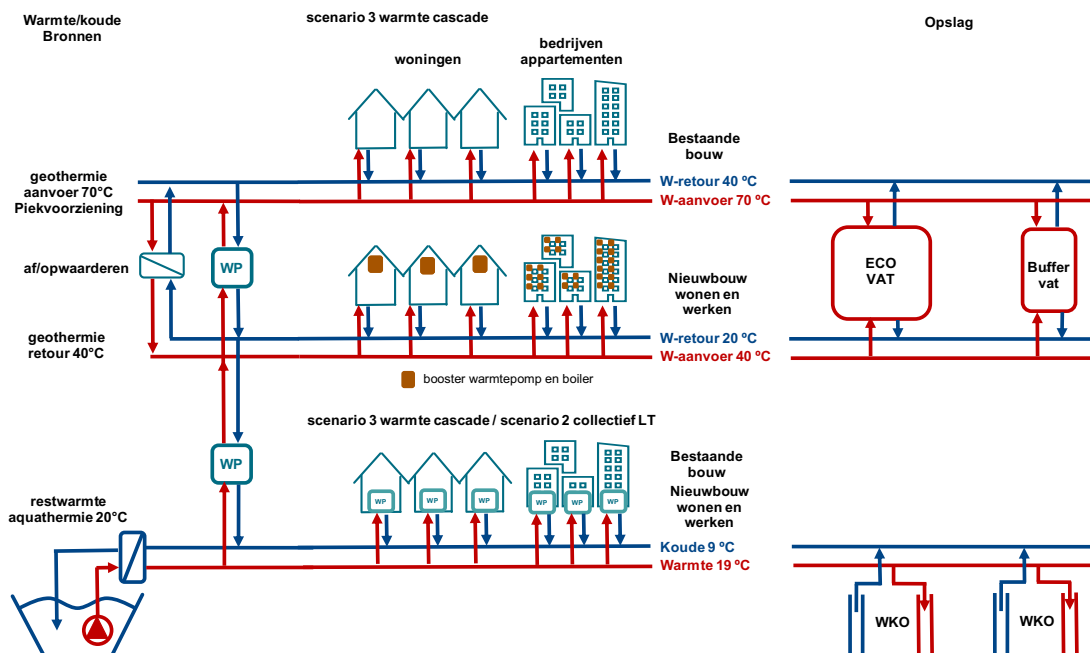 Warmte/koude
Bronnen
scenario 3 warmte cascade
Opslag
woningen
bedrijven
appartementen
Bestaande
bouw
geothermie
aanvoer 70°C
Piekvoorziening
W-retour 40 ºC
W-aanvoer 70 ºC
af/opwaarderen
WP
Nieuwbouw
wonen en
werken
ECO
VAT
Buffer
vat
geothermie
retour 40°C
W-retour 20 ºC
W-aanvoer 40 ºC
booster warmtepomp en boiler
scenario 3 warmte cascade / scenario 2 collectief LT
WP
Bestaande
bouw
Nieuwbouw
wonen en
werken
WP WP WP WP WP WP
restwarmte
aquathermie 20°C
Koude 9 ºC
Warmte 19 ºC
WKO WKO